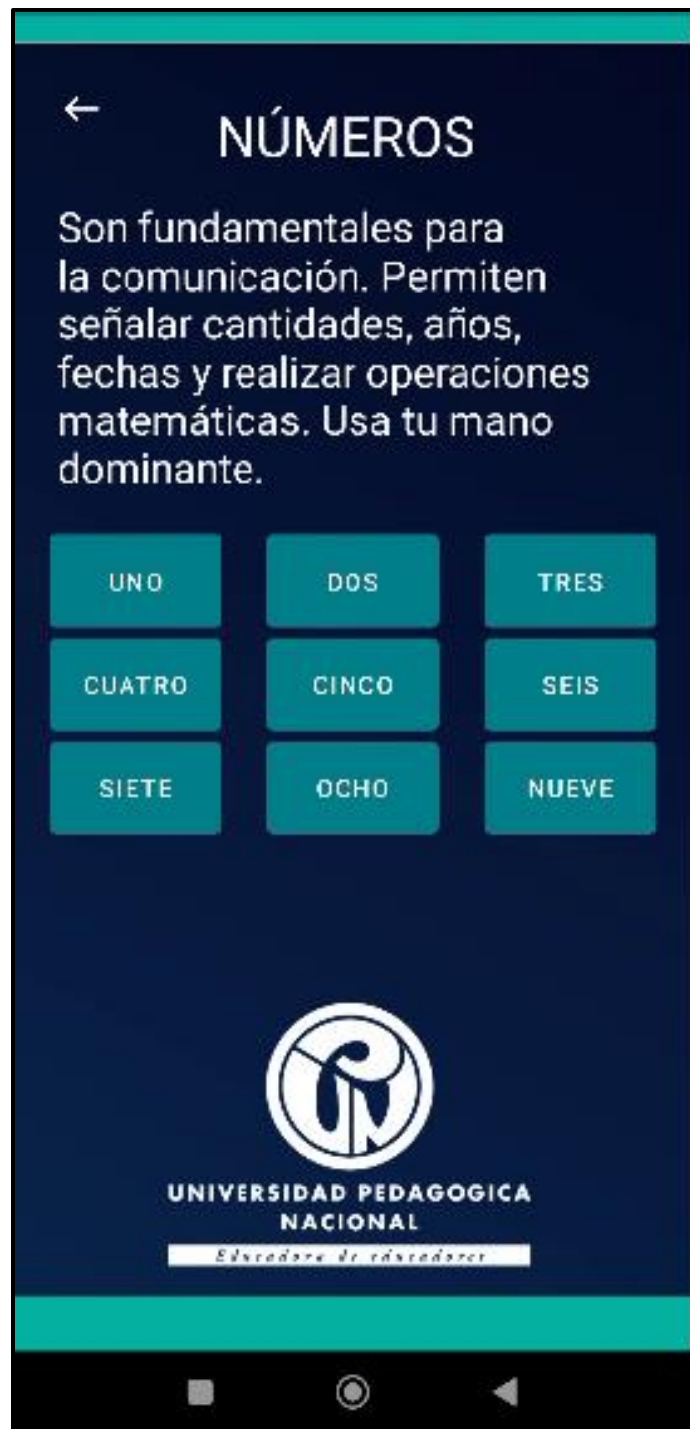 NÚMEROS
Son fundamentales para
la comunicación. Permiten
señalar cantidades, años,
fechas y realizar operaciones
matemáticas. Usa tu mano
dominante.
UNO DOS TRES
CUATRO CINCO SEIS
SIETE OCHO NUEVE
UNIVERSIDAD PEDAGOGICA
NACIONAL
Educadora de educadores